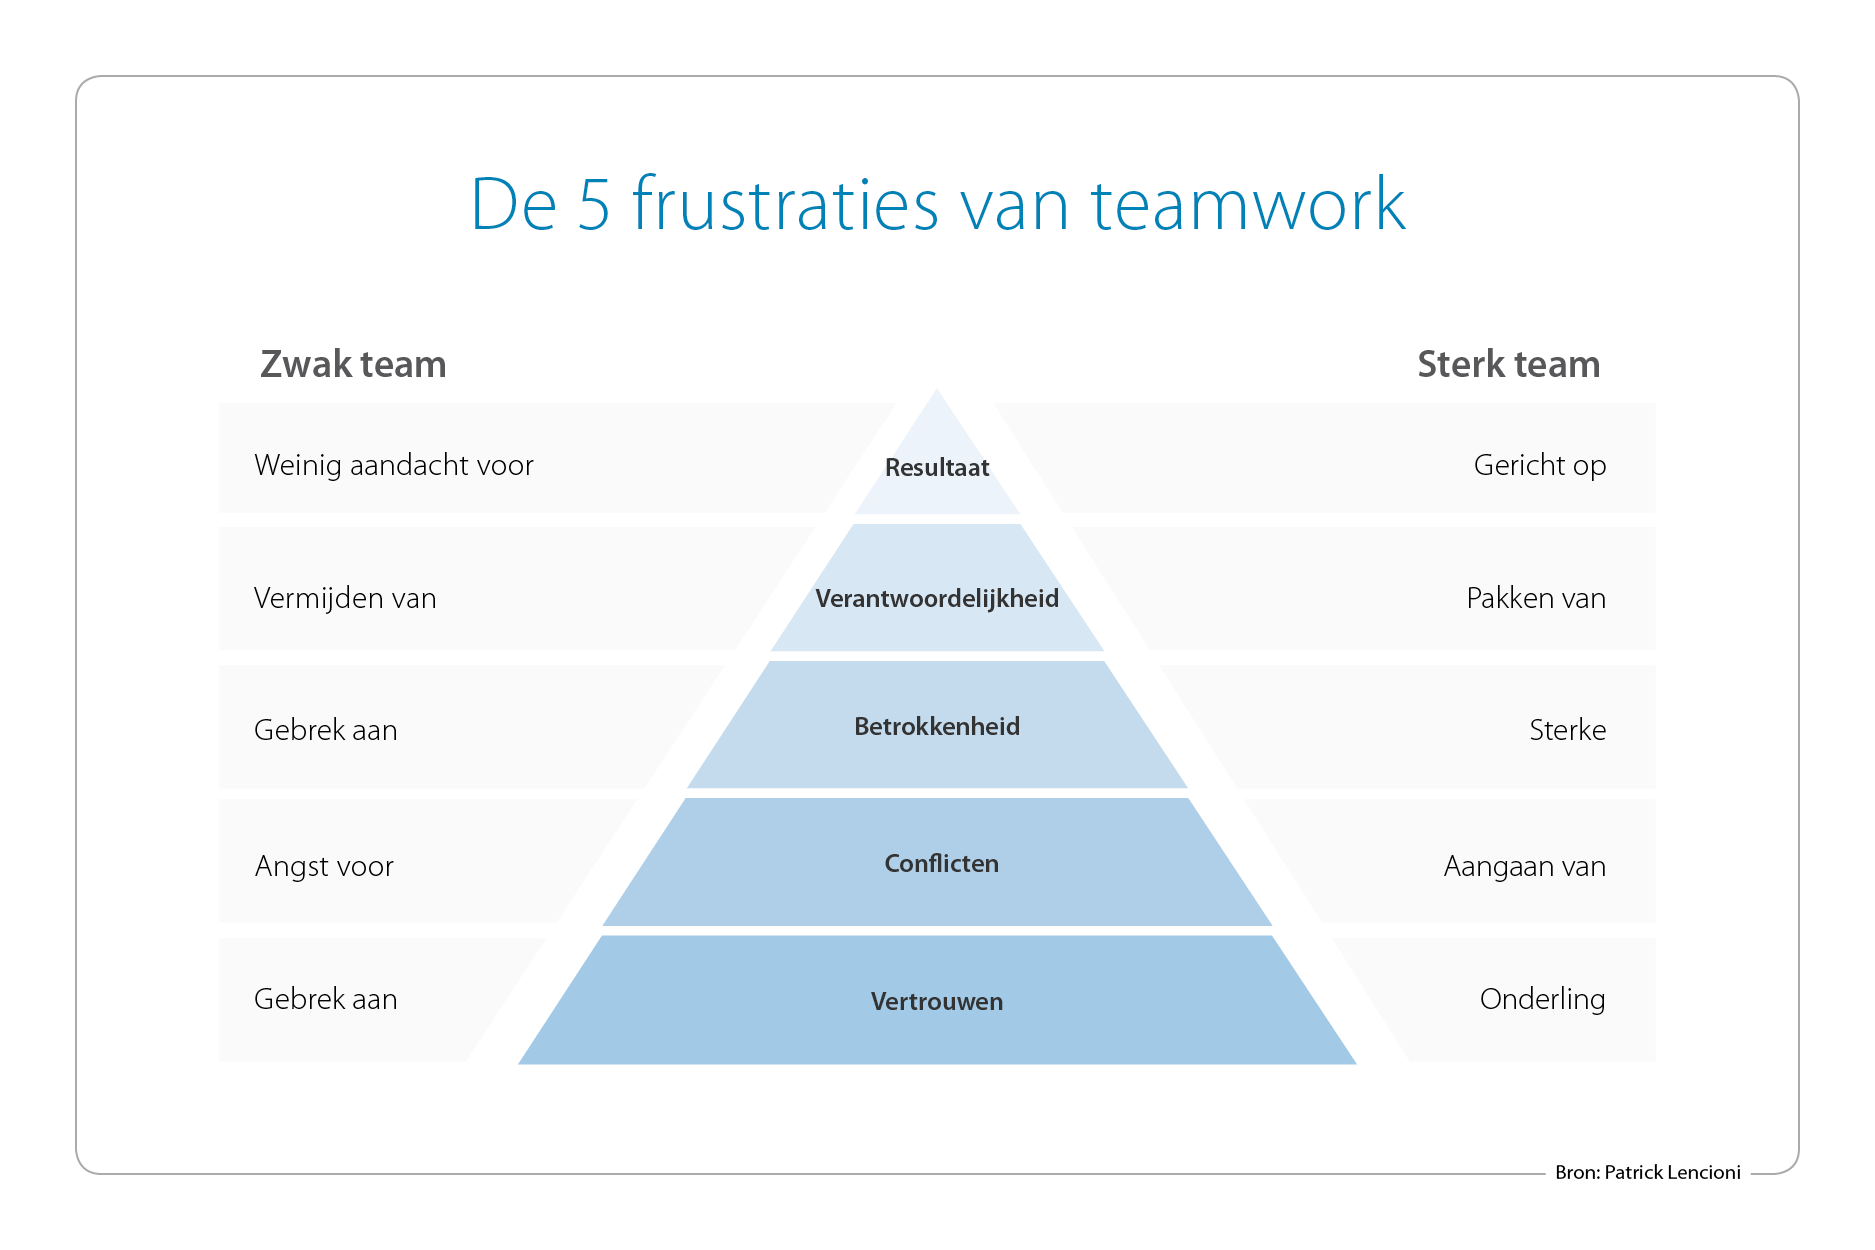 De 5 frustraties van teamwork
Zwak team
Sterk team
Weinig aandacht voor
Resultaat
Gericht op
Vermijden van
Verantwoordelijkheid
Pakken van
Gebrek aan
Betrokkenheid
Sterke
Angst voor
Conflicten
Aangaan van
Gebrek aan
Vertrouwen
Onderling
Bron: Patrick Lencioni